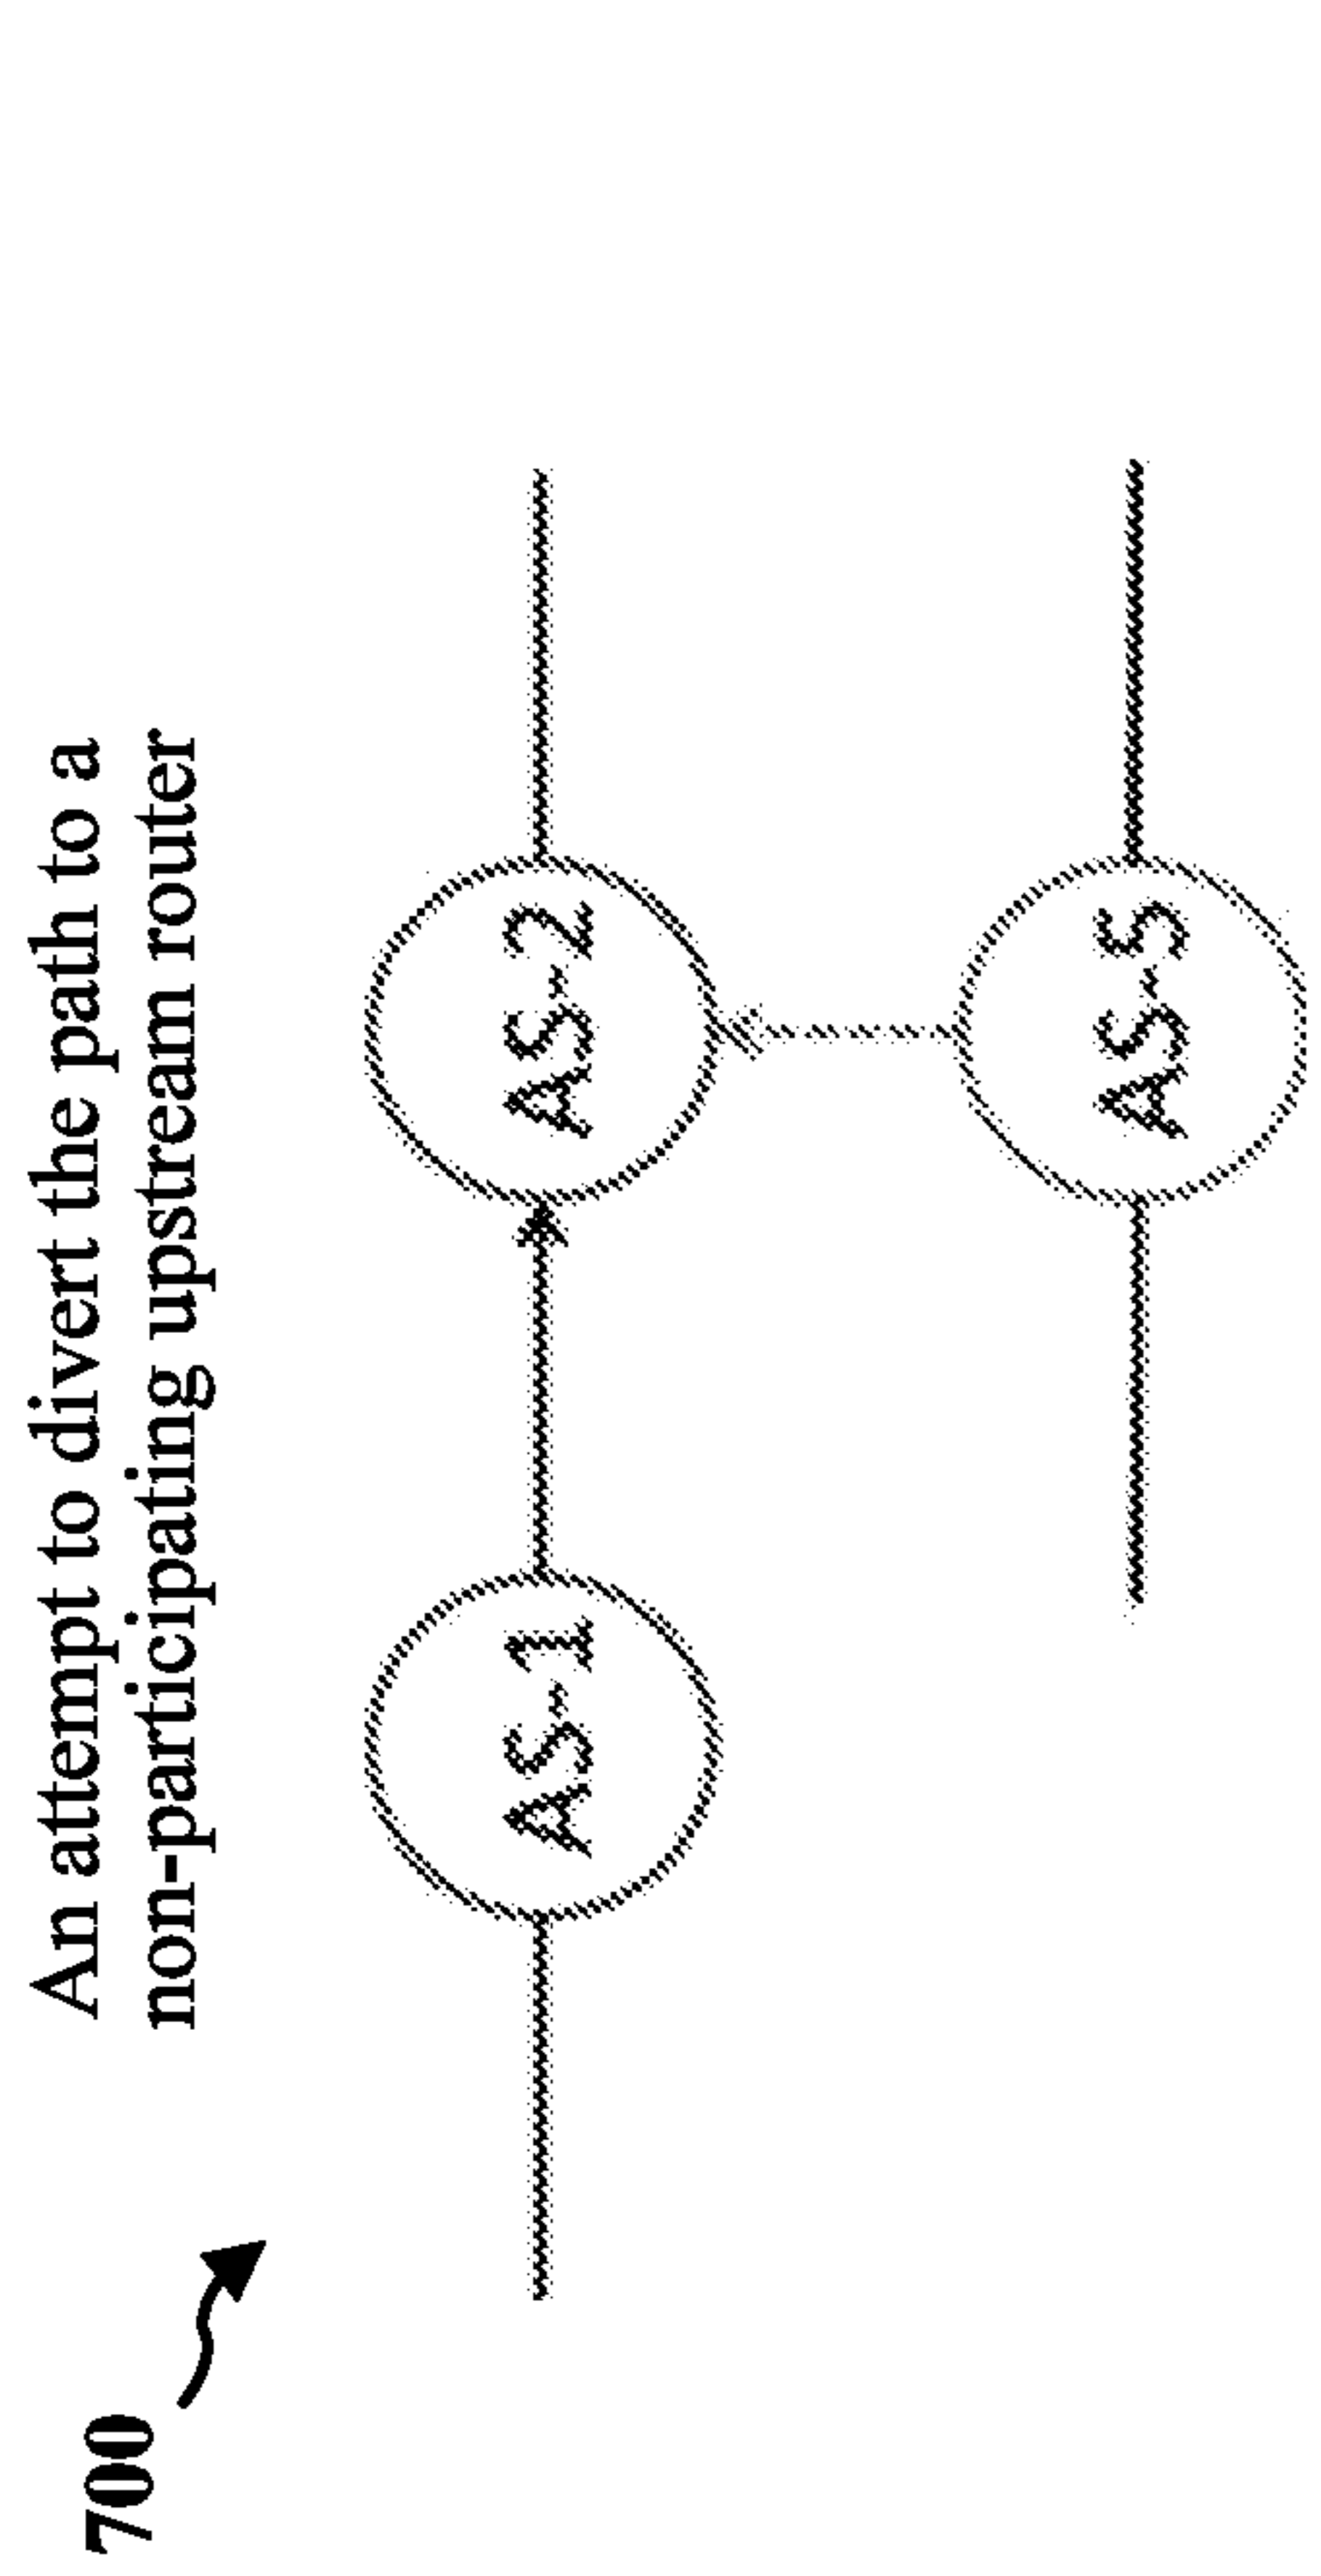 700
An attempt to divert the path to a
non-participating upstream router
AS-1
AS-2
AS-5